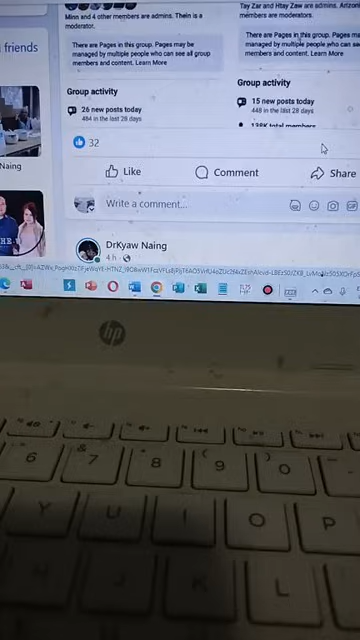 Minn and 4 other members are admins. Thein is a
moderator.
There are Pages in this group. Pages may be
managed by multiple people who can see all group
members and content. Learn More
Group activity
26 new posts today
484 in the last 28 days
Tay Zar and Htay Zaw are admins.
members are moderators.
There are Pages in this group. Pages
managed by multiple people who can
members and content. Learn More
Group activity
15 new posts today
448 in the last 28 days
138K total members
friends
Naing
32
Like
Comment
Share
Write a comment...
DrKyaw Naing
4 h
hp
6
& 7
* 8
( 9
) 0
Y U I O P
L